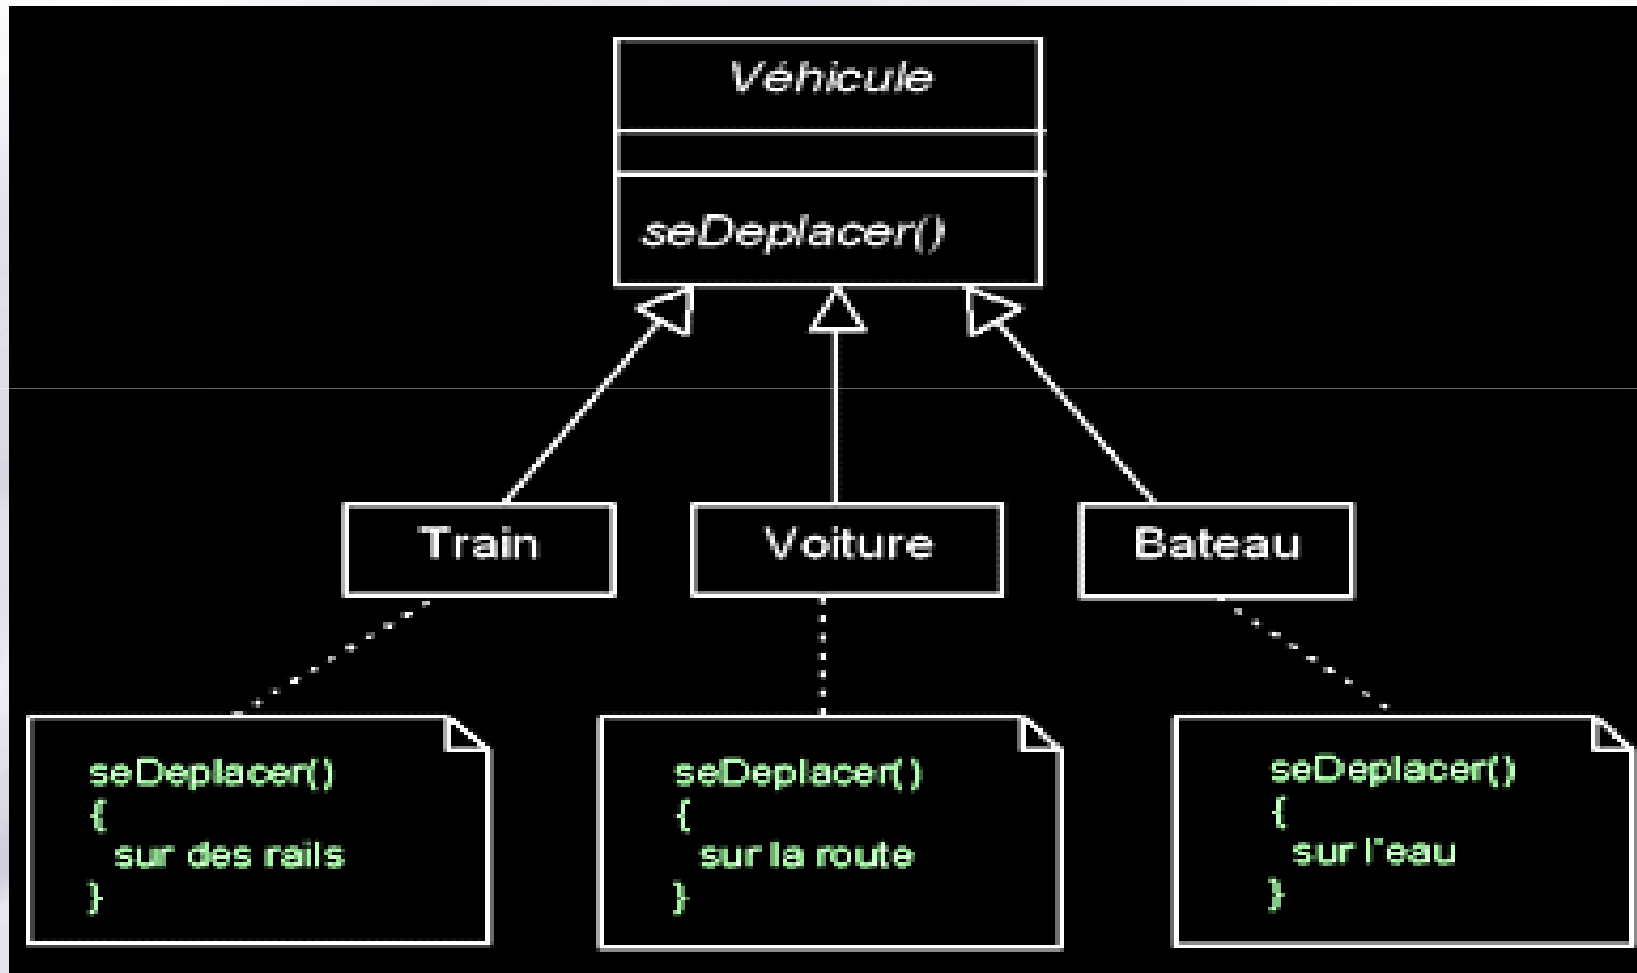 Véhicule
seDeplacer()
Train
Voiture
Bateau
seDeplacer()
{
sur des rails
}
seDeplacer()
{
sur la route
}
seDeplacer()
{
sur l'eau
}